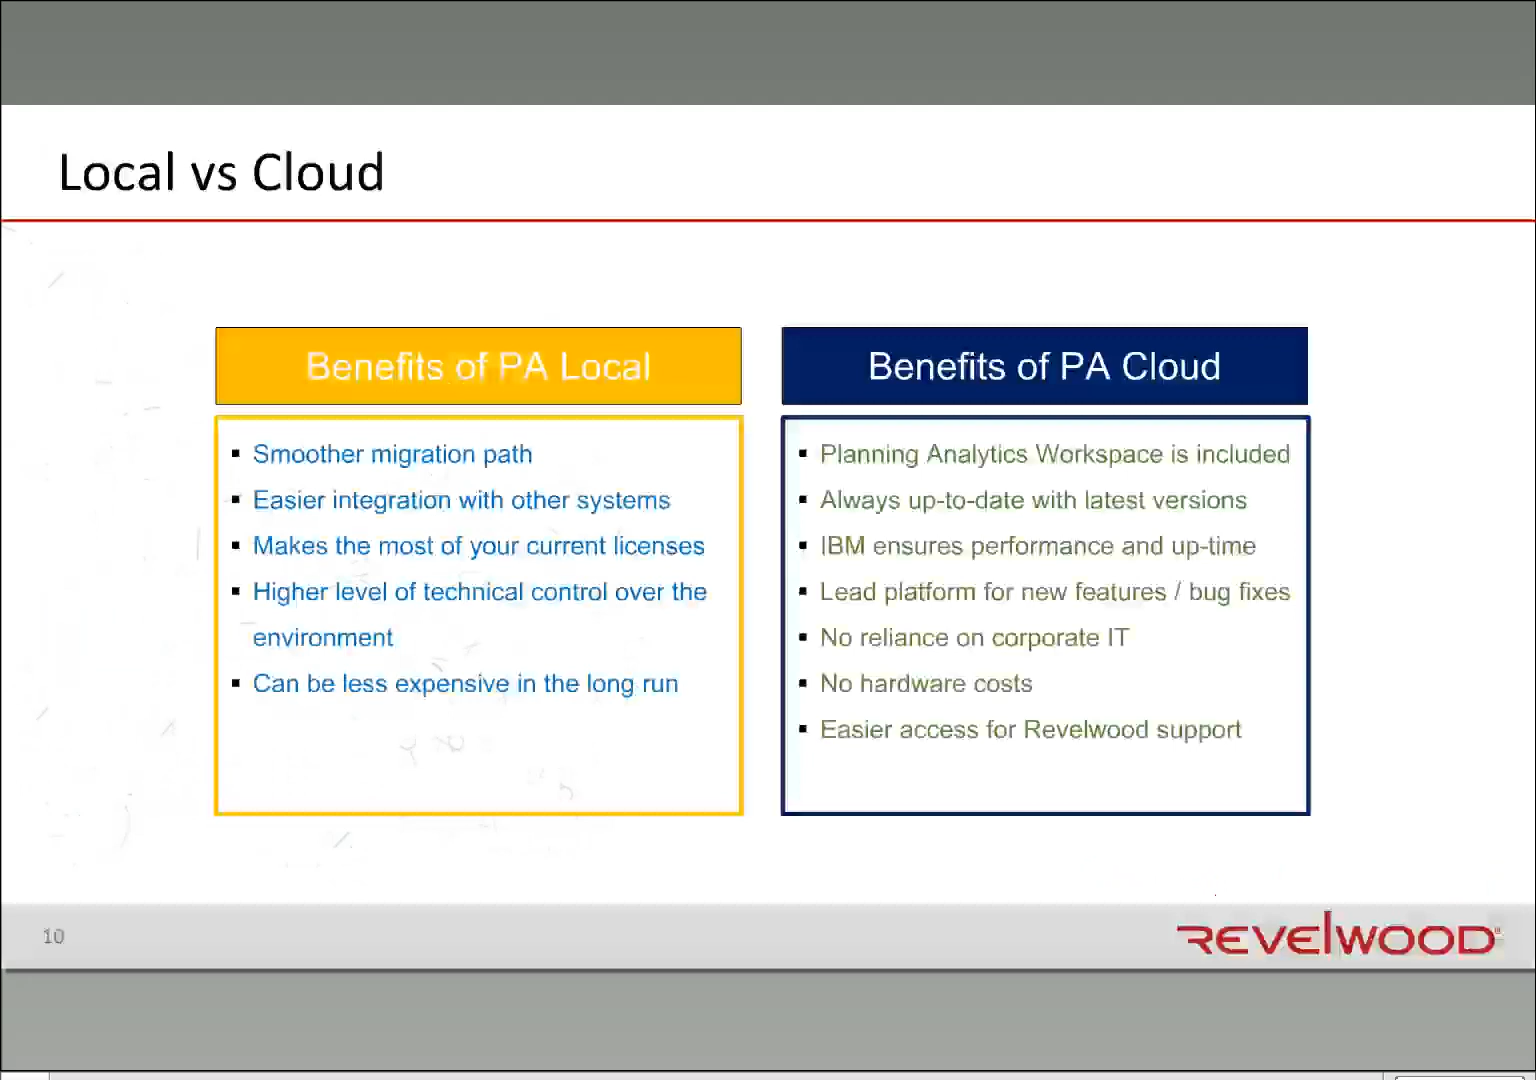 Local vs Cloud
Benefits of PA Local
▪ Smoother migration path
▪ Easier integration with other systems
▪ Makes the most of your current licenses
▪ Higher level of technical control over the
environment
▪ Can be less expensive in the long run
Benefits of PA Cloud
▪ Planning Analytics Workspace is included
▪ Always up-to-date with latest versions
▪ IBM ensures performance and up-time
▪ Lead platform for new features / bug fixes
▪ No reliance on corporate IT
▪ No hardware costs
▪ Easier access for Revelwood support
10
REVELWOOD®